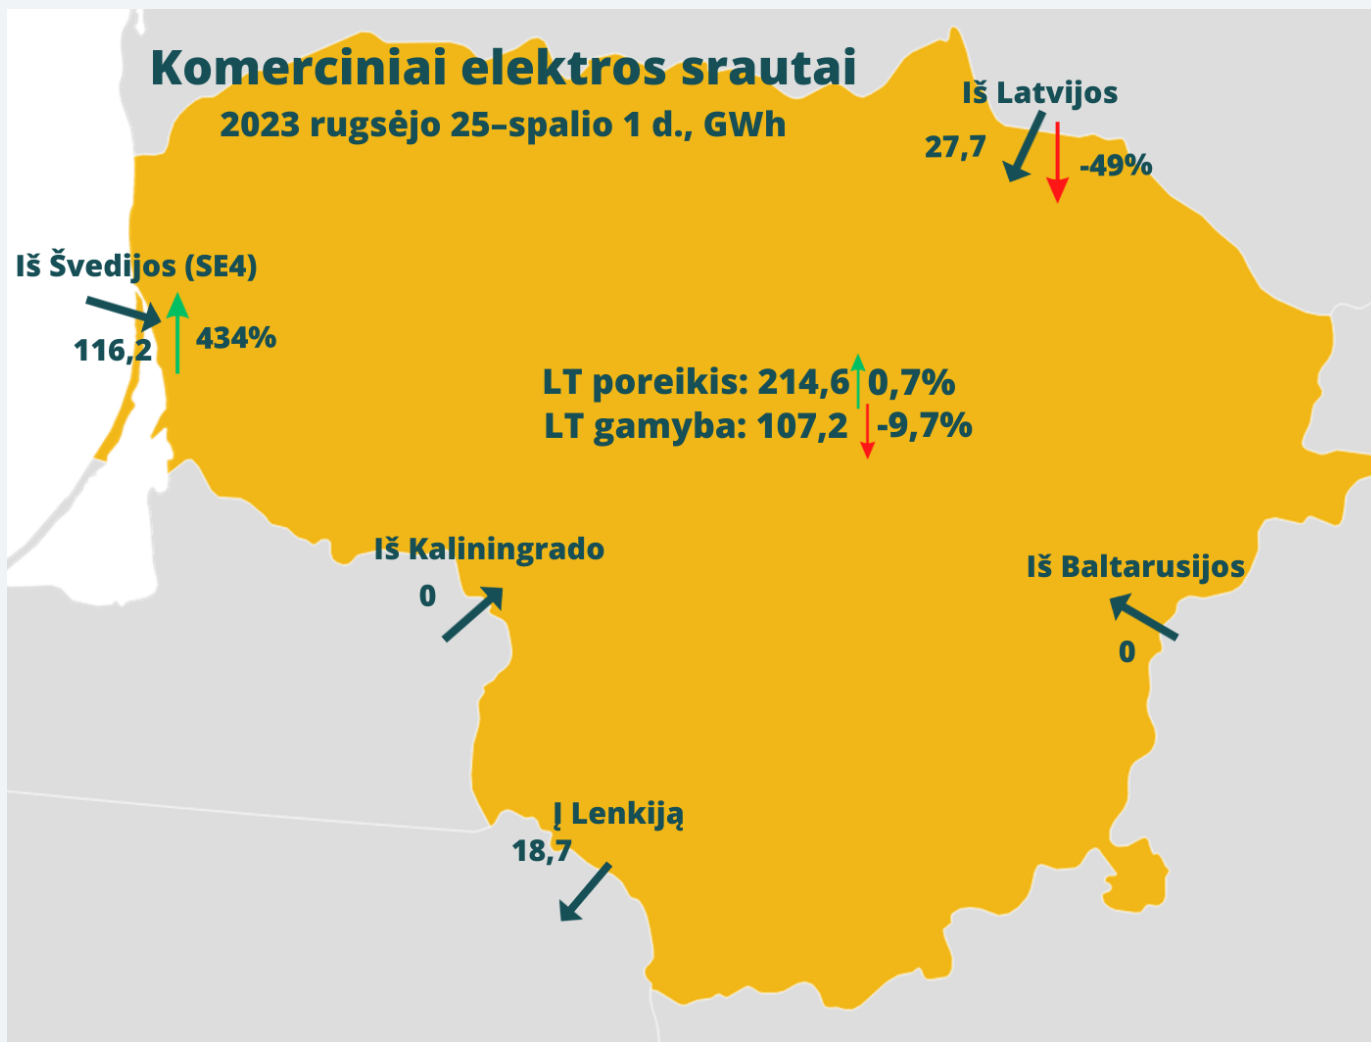 Komerciniai elektros srautai
2023 rugsėjo 25–spalio 1 d., GWh
Iš Latvijos
27,7
-49%
Iš Švedijos (SE4)
116,2
434%
LT poreikis: 214,6 0,7%
LT gamyba: 107,2 -9,7%
Iš Kaliningrado
0
Iš Baltarusijos
0
Į Lenkiją
18,7